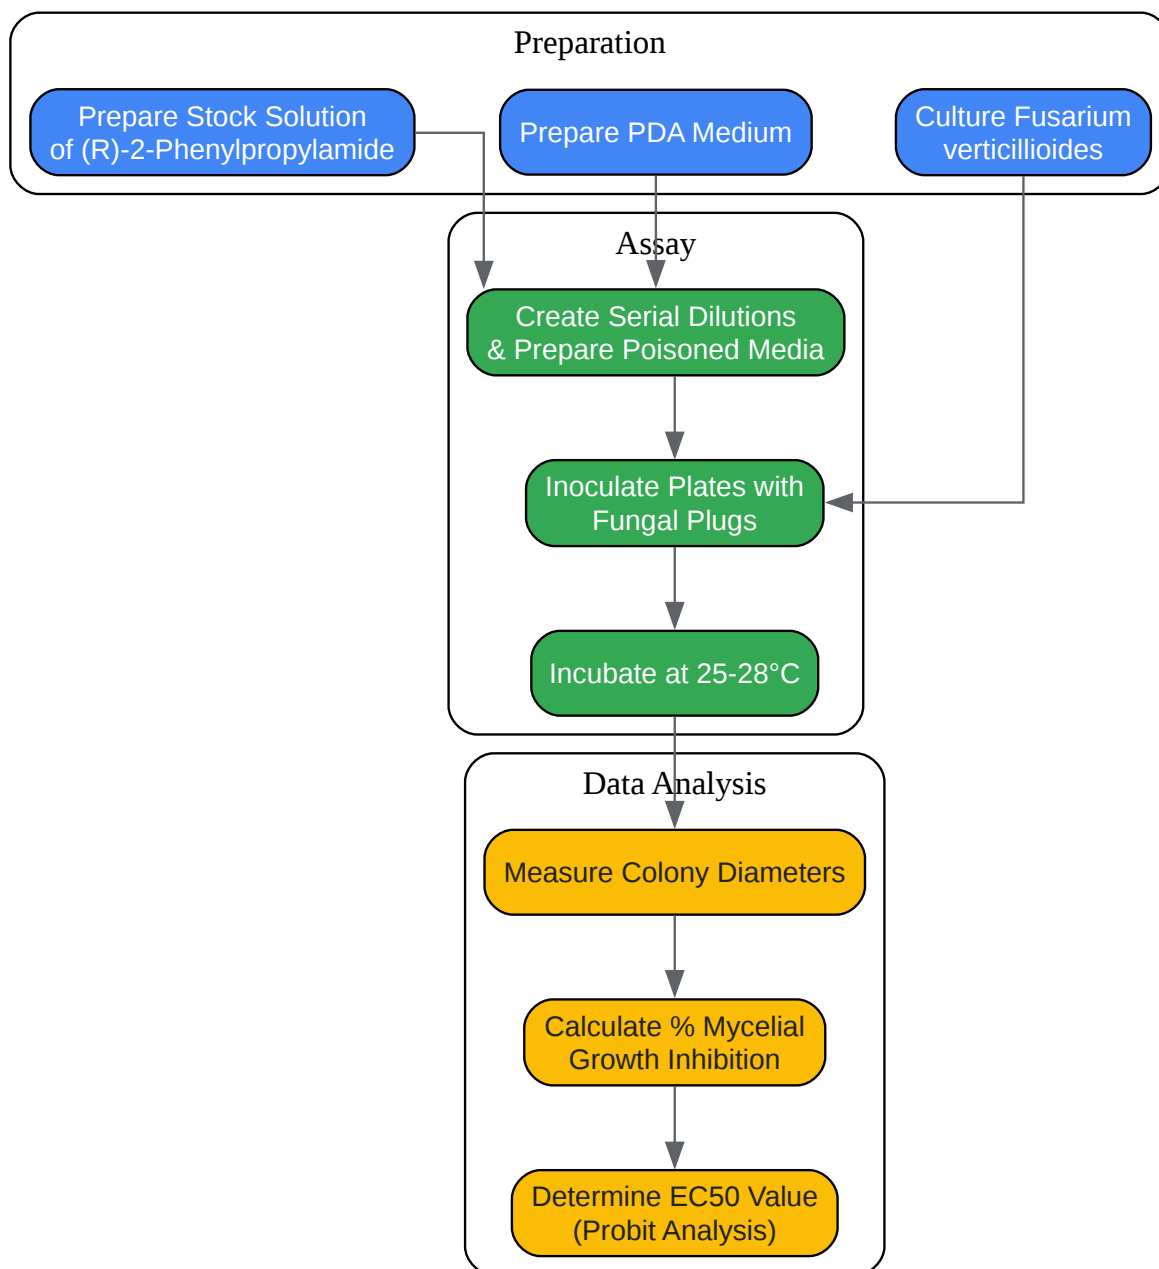 Preparation
Prepare Stock Solution
of (R)-2-Phenylpropylamide
Prepare PDA Medium
Culture Fusarium
verticillioides
Assay
Create Serial Dilutions
& Prepare Poisoned Media
Inoculate Plates with
Fungal Plugs
Incubate at 25-28°C
Data Analysis
Measure Colony Diameters
Calculate % Mycelial
Growth Inhibition
Determine EC50 Value
(Probit Analysis)